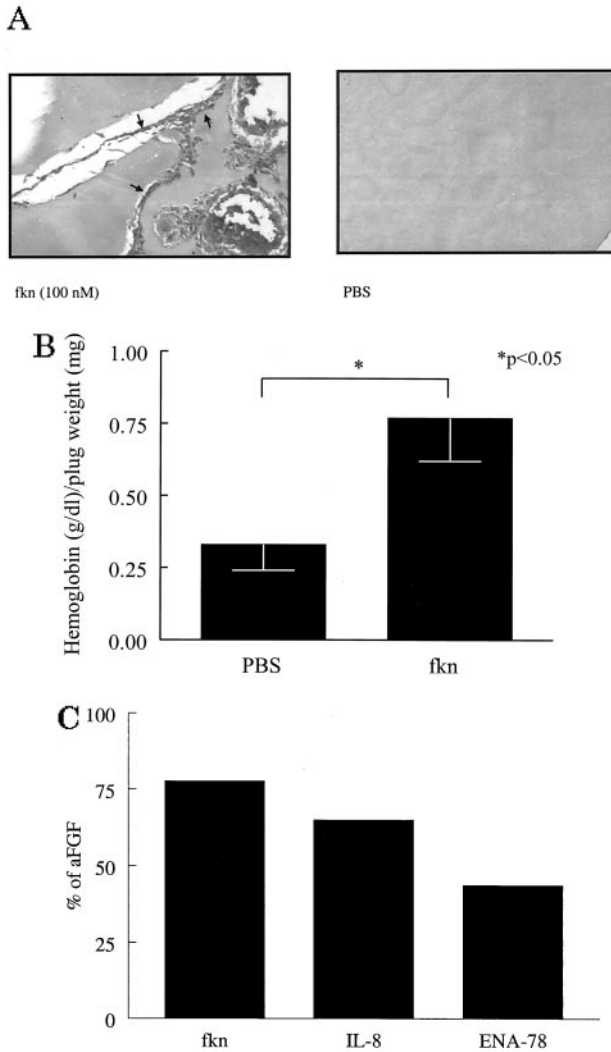 A
fkn (100 nM)
PBS
B
Hemoglobin (g/dl)/plug weight (mg)
1.00
0.75
0.50
0.25
0.00
*
*p<0.05
PBS
fkn
C
% of aFGF
100
75
50
25
0
fkn
IL-8
ENA-78